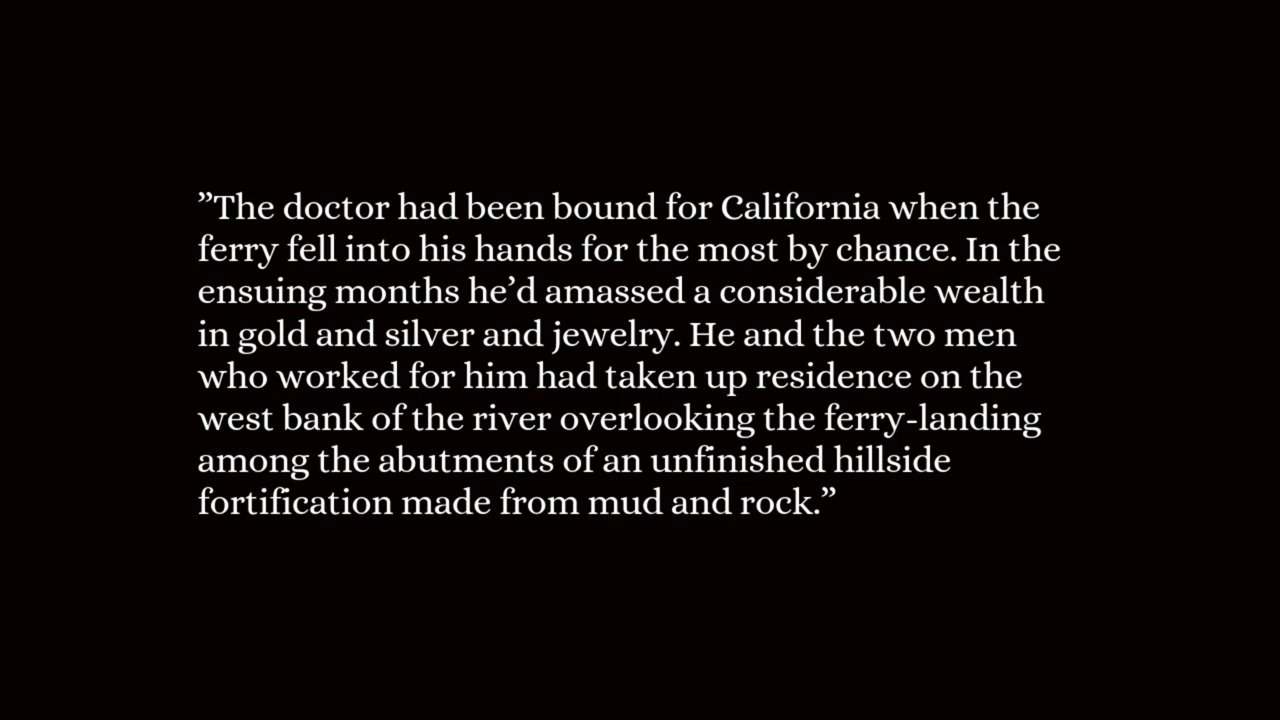 ”The doctor had been bound for California when the
ferry fell into his hands for the most by chance. In the
ensuing months he’d amassed a considerable wealth
in gold and silver and jewelry. He and the two men
who worked for him had taken up residence on the
west bank of the river overlooking the ferry-landing
among the abutments of an unfinished hillside
fortification made from mud and rock.”